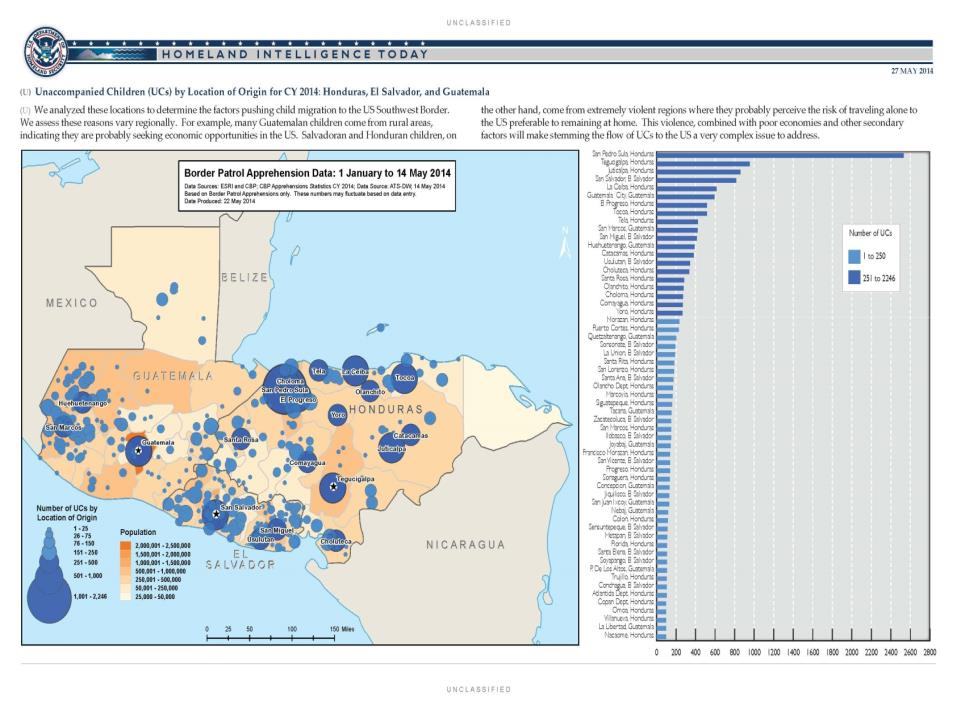 UNCLASSIFIED
HOMELAND INTELLIGENCE TODAY
27 MAY 2014
(U) Unaccompanied Children (UCs) by Location of Origin for CY 2014: Honduras, El Salvador, and Guatemala
(U) We analyzed these locations to determine the factors pushing child migration to the US Southwest Border.
We assess these reasons vary regionally. For example, many Guatemalan children come from rural areas,
indicating they are probably seeking economic opportunities in the US. Salvadoran and Honduran children, on
the other hand, come from extremely violent regions where they probably perceive the risk of traveling alone to
the US preferable to remaining at home. This violence, combined with poor economies and other secondary
factors will make stemming the flow of UCs to the US a very complex issue to address.
Border Patrol Apprehension Data: 1 January to 14 May 2014
Data Sources: ESRI and CBP; CBP Apprehensions Statistics CY 2014; Data Source: ATS-DW, 14 May 2014
Based on Border Patrol Apprehensions only. These numbers may fluctuate based on data entry.
Date Produced: 22 May 2014
N
BELIZE
MEXICO
GUATEMALA
HONDURAS
EL
SALVADOR
NICARAGUA
Choloma
San Pedro Sula
El Progreso
Tela
La Ceiba
Tocoa
Olanchito
Yoro
Huehuetenango
San Marcos
Guatemala
Santa Rosa
Catacamas
Juticalpa
Comayagua
Tegucigalpa
San Salvador
San Miguel
Usulutan
Choluteca
Number of UCs by
Location of Origin
1 - 25
26 - 75
76 - 150
151 - 250
251 - 500
501 - 1,000
1,001 - 2,246
Population
2,000,001 - 2,500,000
1,500,001 - 2,000,000
1,000,001 - 1,500,000
500,001 - 1,000,000
250,001 - 500,000
50,001 - 250,000
25,000 - 50,000
0 25 50 100 150 Miles
San Pedro Sula, Honduras
Tegucigalpa, Honduras
Juticalpa, Honduras
San Salvador, El Salvador
La Ceiba, Honduras
Guatemala City, Guatemala
El Progreso, Honduras
Tocoa, Honduras
Tela, Honduras
San Marcos, Guatemala
San Miguel, El Salvador
Huehuetenango, Guatemala
Catacamas, Honduras
Usulutan, El Salvador
Choluteca, Honduras
Santa Rosa, Honduras
Olanchito, Honduras
Choloma, Honduras
Comayagua, Honduras
Yoro, Honduras
Morazan, Honduras
Puerto Cortes, Honduras
Quetzaltenango, Guatemala
Sonsonate, El Salvador
La Union, El Salvador
Santa Rita, Honduras
San Lorenzo, Honduras
Santa Ana, El Salvador
Olancho Dept, Honduras
Marcovia, Honduras
Siguatepeque, Honduras
Tacana, Guatemala
Zacatecoluca, El Salvador
San Marcos, Honduras
Ilobasco, El Salvador
Joyabaj, Guatemala
Francisco Morazan, Honduras
San Vicente, El Salvador
Progreso, Honduras
Sonaguera, Honduras
Concepcion, Guatemala
Jiquilisco, El Salvador
San Juan Ixcoy, Guatemala
Nebaj, Guatemala
Colon, Honduras
Sensuntepeque, El Salvador
Metapan, El Salvador
Florida, Honduras
Santa Elena, El Salvador
Soyapango, El Salvador
P. De Los Altos, Guatemala
Trujillo, Honduras
Conchagua, El Salvador
Atlantida Dept, Honduras
Copan Dept, Honduras
Omoa, Honduras
Villanueva, Honduras
La Libertad, Guatemala
Nacaome, Honduras
Number of UCs
1 to 250
251 to 2246
0 200 400 600 800 1000 1200 1400 1600 1800 2000 2200 2400 2600 2800
UNCLASSIFIED